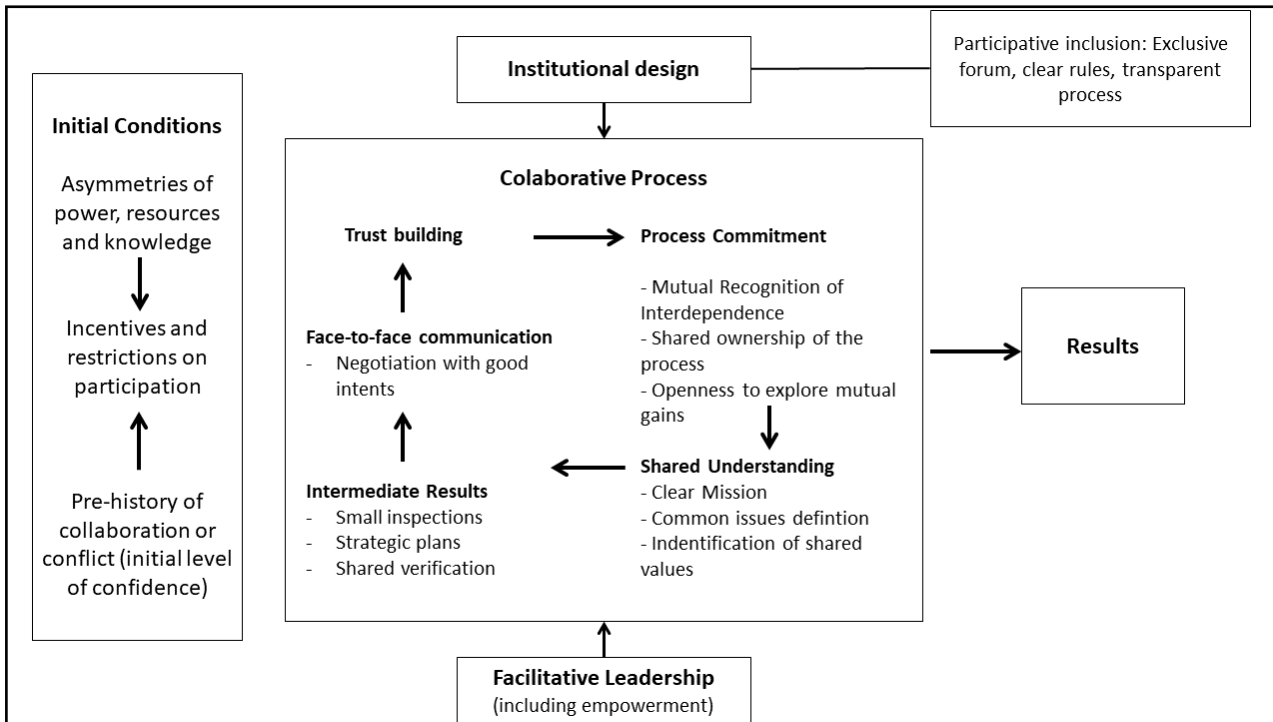 Institutional design
Participative inclusion: Exclusive
forum, clear rules, transparent
process
Initial Conditions
Asymmetries of
power, resources
and knowledge
Incentives and
restrictions on
participation
Pre-history of
collaboration or
conflict (initial level
of confidence)
Colaborative Process
Trust building
Process Commitment
- Mutual Recognition of
Interdependence
- Shared ownership of the
process
- Openness to explore mutual
gains
Face-to-face communication
- Negotiation with good
intents
Shared Understanding
- Clear Mission
- Common issues defintion
- Indentification of shared
values
Intermediate Results
- Small inspections
- Strategic plans
- Shared verification
Results
Facilitative Leadership
(including empowerment)